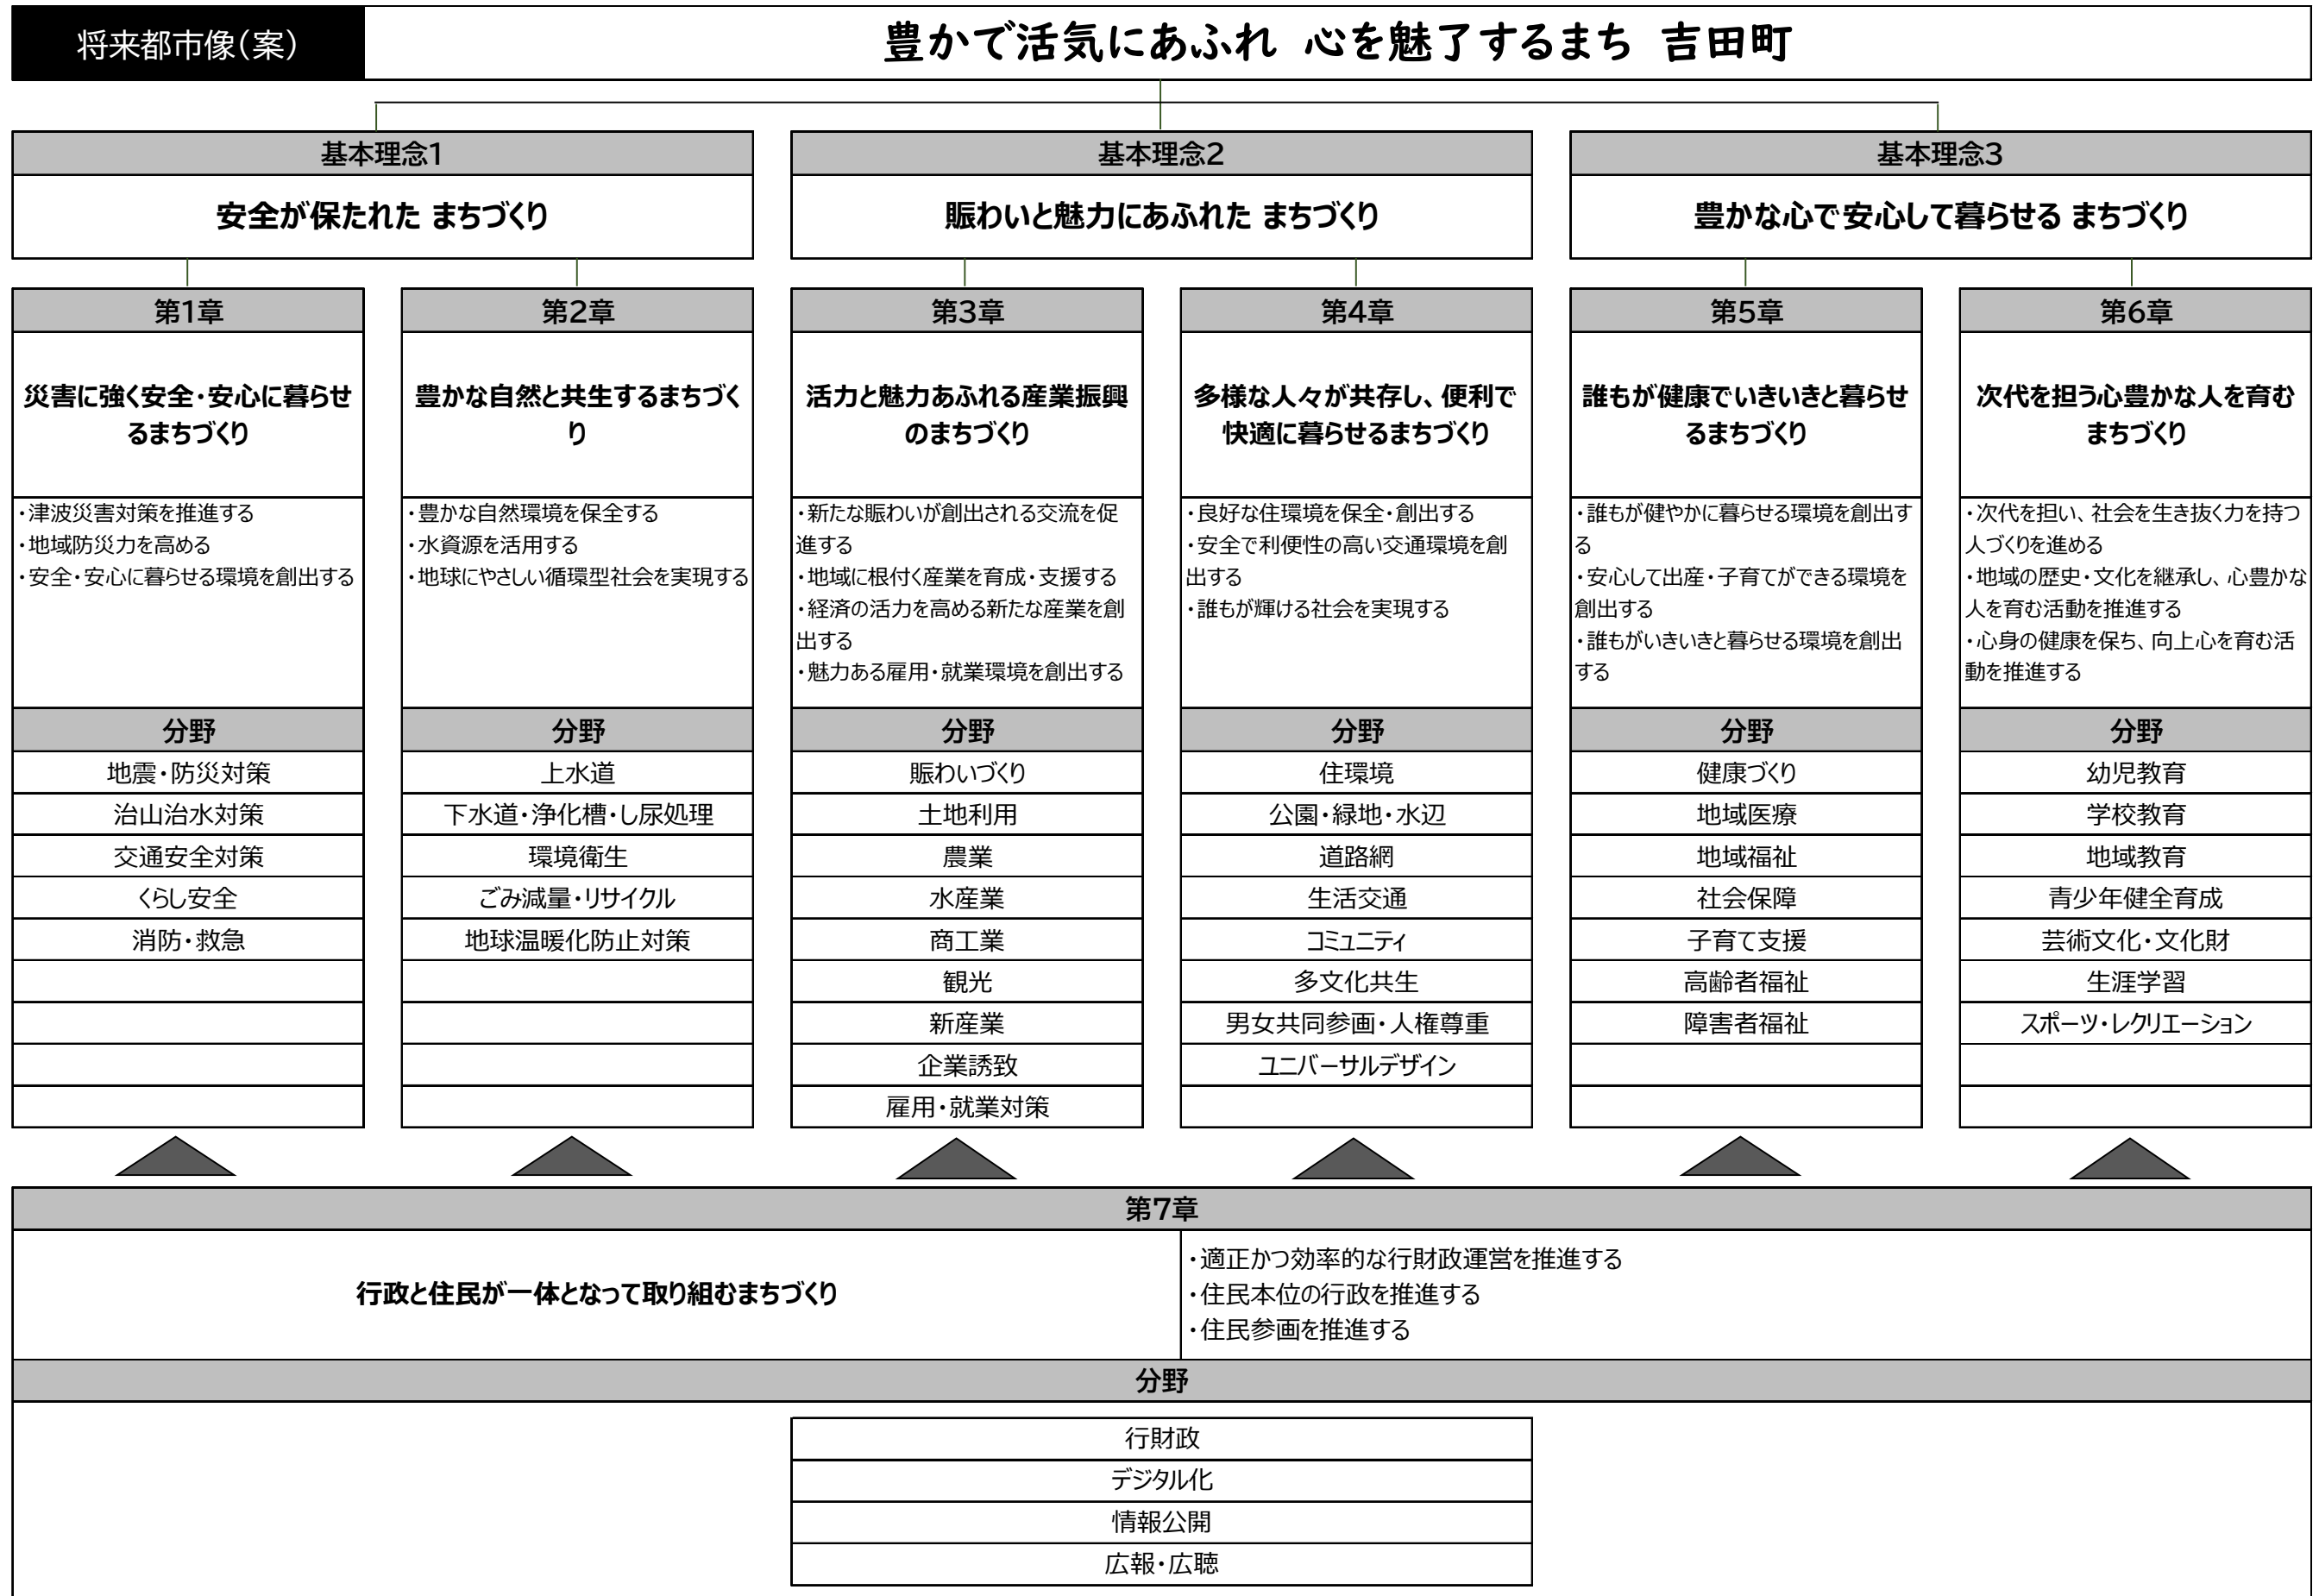 将来都市像(案)
豊かで活気にあふれ 心を魅了するまち 吉田町
基本理念1
安全が保たれた まちづくり
基本理念2
賑わいと魅力にあふれた まちづくり
基本理念3
豊かな心で安心して暮らせる まちづくり
第1章
災害に強く安全・安心に暮らせ
るまちづくり
・津波災害対策を推進する
・地域防災力を高める
・安全・安心に暮らせる環境を創出する
分野
地震・防災対策
治山治水対策
交通安全対策
くらし安全
消防・救急
第2章
豊かな自然と共生するまちづく
り
・豊かな自然環境を保全する
・水資源を活用する
・地球にやさしい循環型社会を実現する
分野
上水道
下水道・浄化槽・し尿処理
環境衛生
ごみ減量・リサイクル
地球温暖化防止対策
第3章
活力と魅力あふれる産業振興
のまちづくり
・新たな賑わいが創出される交流を促
進する
・地域に根付く産業を育成・支援する
・経済の活力を高める新たな産業を創
出する
・魅力ある雇用・就業環境を創出する
分野
賑わいづくり
土地利用
農業
水産業
商工業
観光
新産業
企業誘致
雇用・就業対策
第4章
多様な人々が共存し、便利で
快適に暮らせるまちづくり
・良好な住環境を保全・創出する
・安全で利便性の高い交通環境を創
出する
・誰もが輝ける社会を実現する
分野
住環境
公園・緑地・水辺
道路網
生活交通
コミュニティ
多文化共生
男女共同参画・人権尊重
ユニバーサルデザイン
第5章
誰もが健康でいきいきと暮らせ
るまちづくり
・誰もが健やかに暮らせる環境を創出す
る
・安心して出産・子育てができる環境を
創出する
・誰もがいきいきと暮らせる環境を創出
する
分野
健康づくり
地域医療
地域福祉
社会保障
子育て支援
高齢者福祉
障害者福祉
第6章
次代を担う心豊かな人を育む
まちづくり
・次代を担い、社会を生き抜く力を持つ
人づくりを進める
・地域の歴史・文化を継承し、心豊かな
人を育む活動を推進する
・心身の健康を保ち、向上心を育む活
動を推進する
分野
幼児教育
学校教育
地域教育
青少年健全育成
芸術文化・文化財
生涯学習
スポーツ・レクリエーション
第7章
行政と住民が一体となって取り組むまちづくり
・適正かつ効率的な行財政運営を推進する
・住民本位の行政を推進する
・住民参画を推進する
分野
行財政
デジタル化
情報公開
広報・広聴